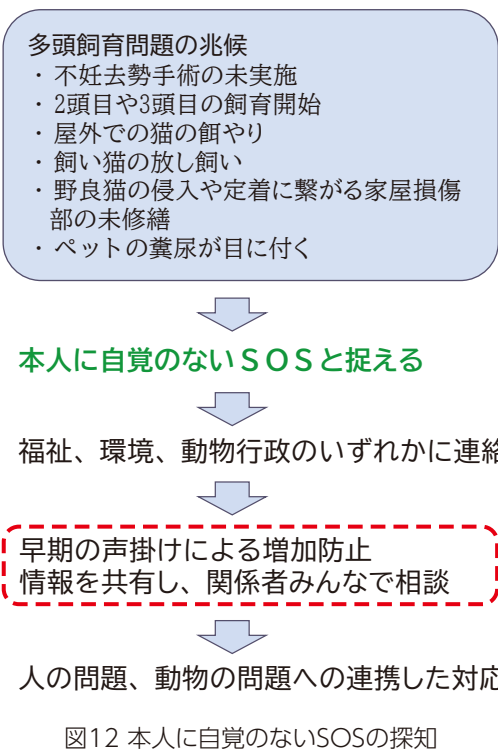 多頭飼育問題の兆候
・不妊去勢手術の未実施
・2頭目や3頭目の飼育開始
・屋外での猫の餌やり
・飼い猫の放し飼い
・野良猫の侵入や定着に繋がる家屋損傷
部の未修繕
・ペットの糞尿が目に付く
本人に自覚のないＳＯＳと捉える
福祉、環境、動物行政のいずれかに連絡
早期の声掛けによる増加防止
情報を共有し、関係者みんなで相談
人の問題、動物の問題への連携した対応
図12 本人に自覚のないSOSの探知